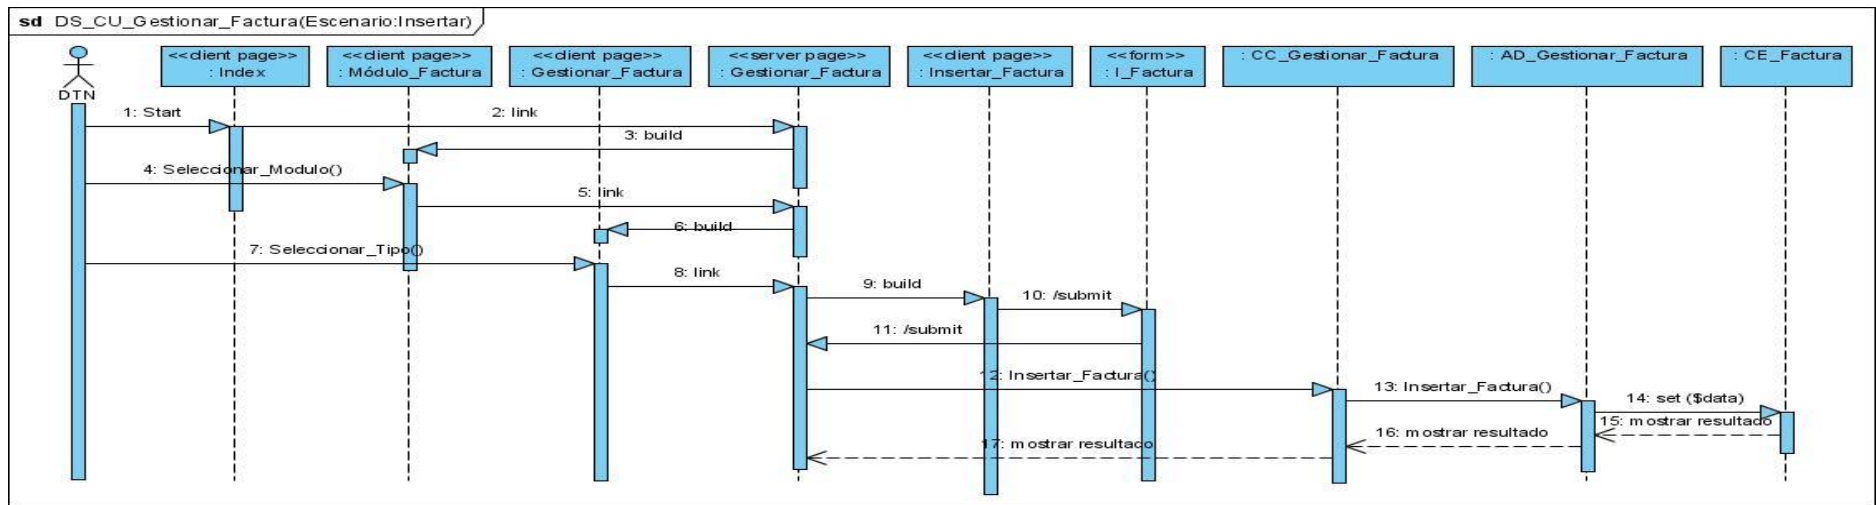 sd DS_CU_Gestionar_Factura(Escenario:Insertar)
<<client page>>
: Index
<<client page>>
: Módulo_Factura
<<client page>>
: Gestionar_Factura
<<server page>>
: Gestionar_Factura
<<client page>>
: Insertar_Factura
<<form>>
: I_Factura
: CC_Gestionar_Factura
: AD_Gestionar_Factura
: CE_Factura
DTN
1: Start
2: link
3: build
4: Seleccionar_Modulo()
5: link
6: build
7: Seleccionar_Tipo()
8: link
9: build
10: /submit
11: /submit
12: Insertar_Factura()
13: Insertar_Factura()
14: set ($data)
15: mostrar resultado
16: mostrar resultado
17: mostrar resultado